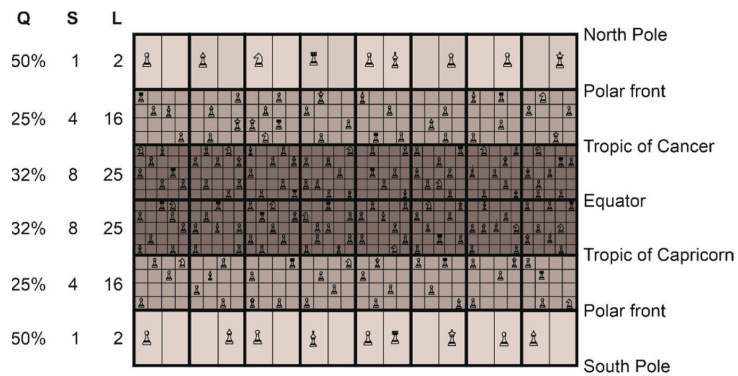 Q S L
North Pole
50% 1 2
Polar front
25% 4 16
Tropic of Cancer
32% 8 25
Equator
32% 8 25
Tropic of Capricorn
25% 4 16
Polar front
50% 1 2
South Pole